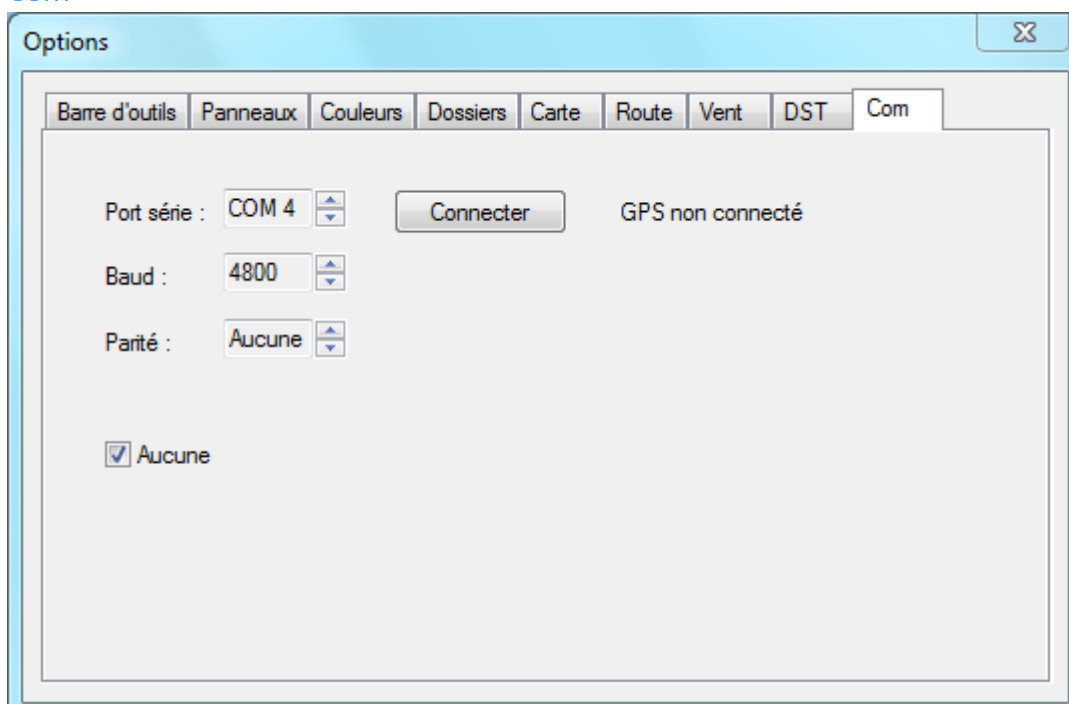 Options
Barre d'outils Panneaux Couleurs Dossiers Carte Route Vent DST Com
Port série : COM 4 Connecter GPS non connecté
Baud : 4800
Parité : Aucune
Aucune